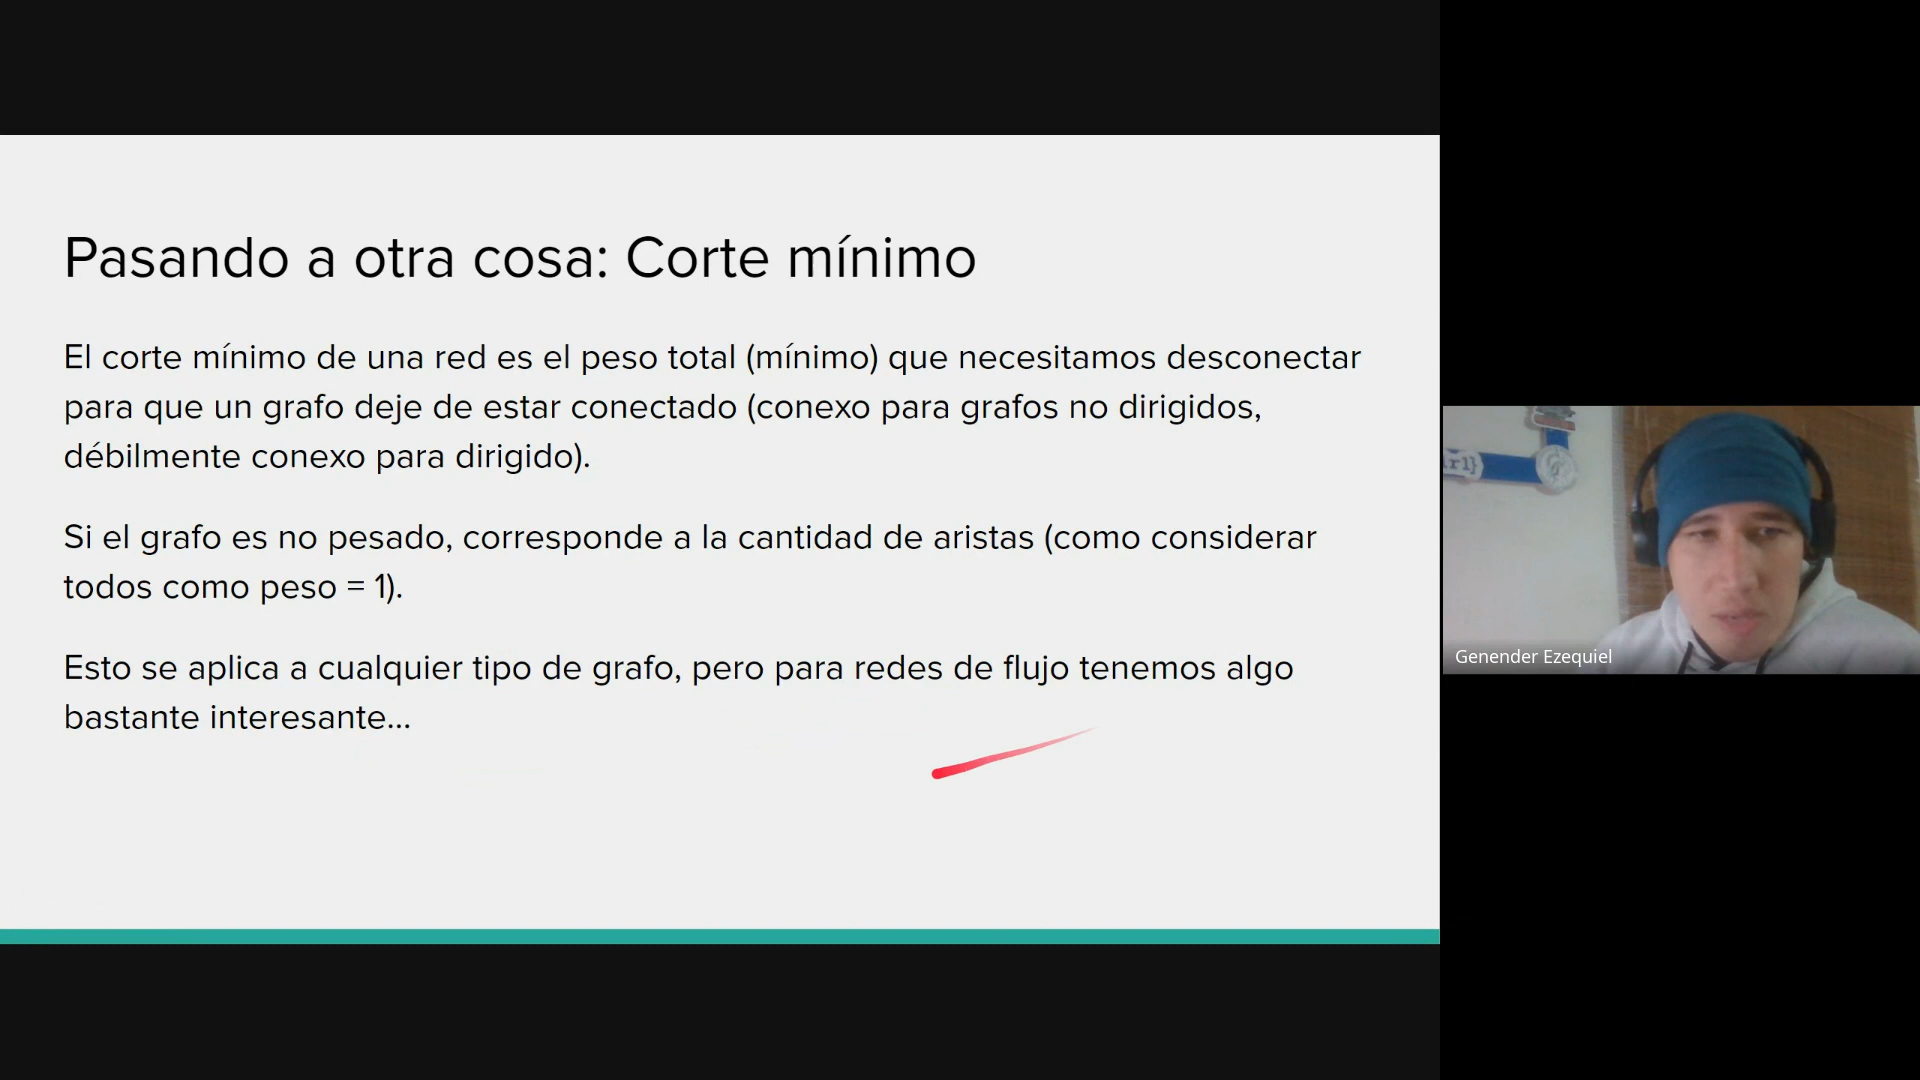 Pasando a otra cosa: Corte mínimo
El corte mínimo de una red es el peso total (mínimo) que necesitamos desconectar
para que un grafo deje de estar conectado (conexo para grafos no dirigidos,
débilmente conexo para dirigido).
Si el grafo es no pesado, corresponde a la cantidad de aristas (como considerar
todos como peso = 1).
Esto se aplica a cualquier tipo de grafo, pero para redes de flujo tenemos algo
bastante interesante...
Genender Ezequiel